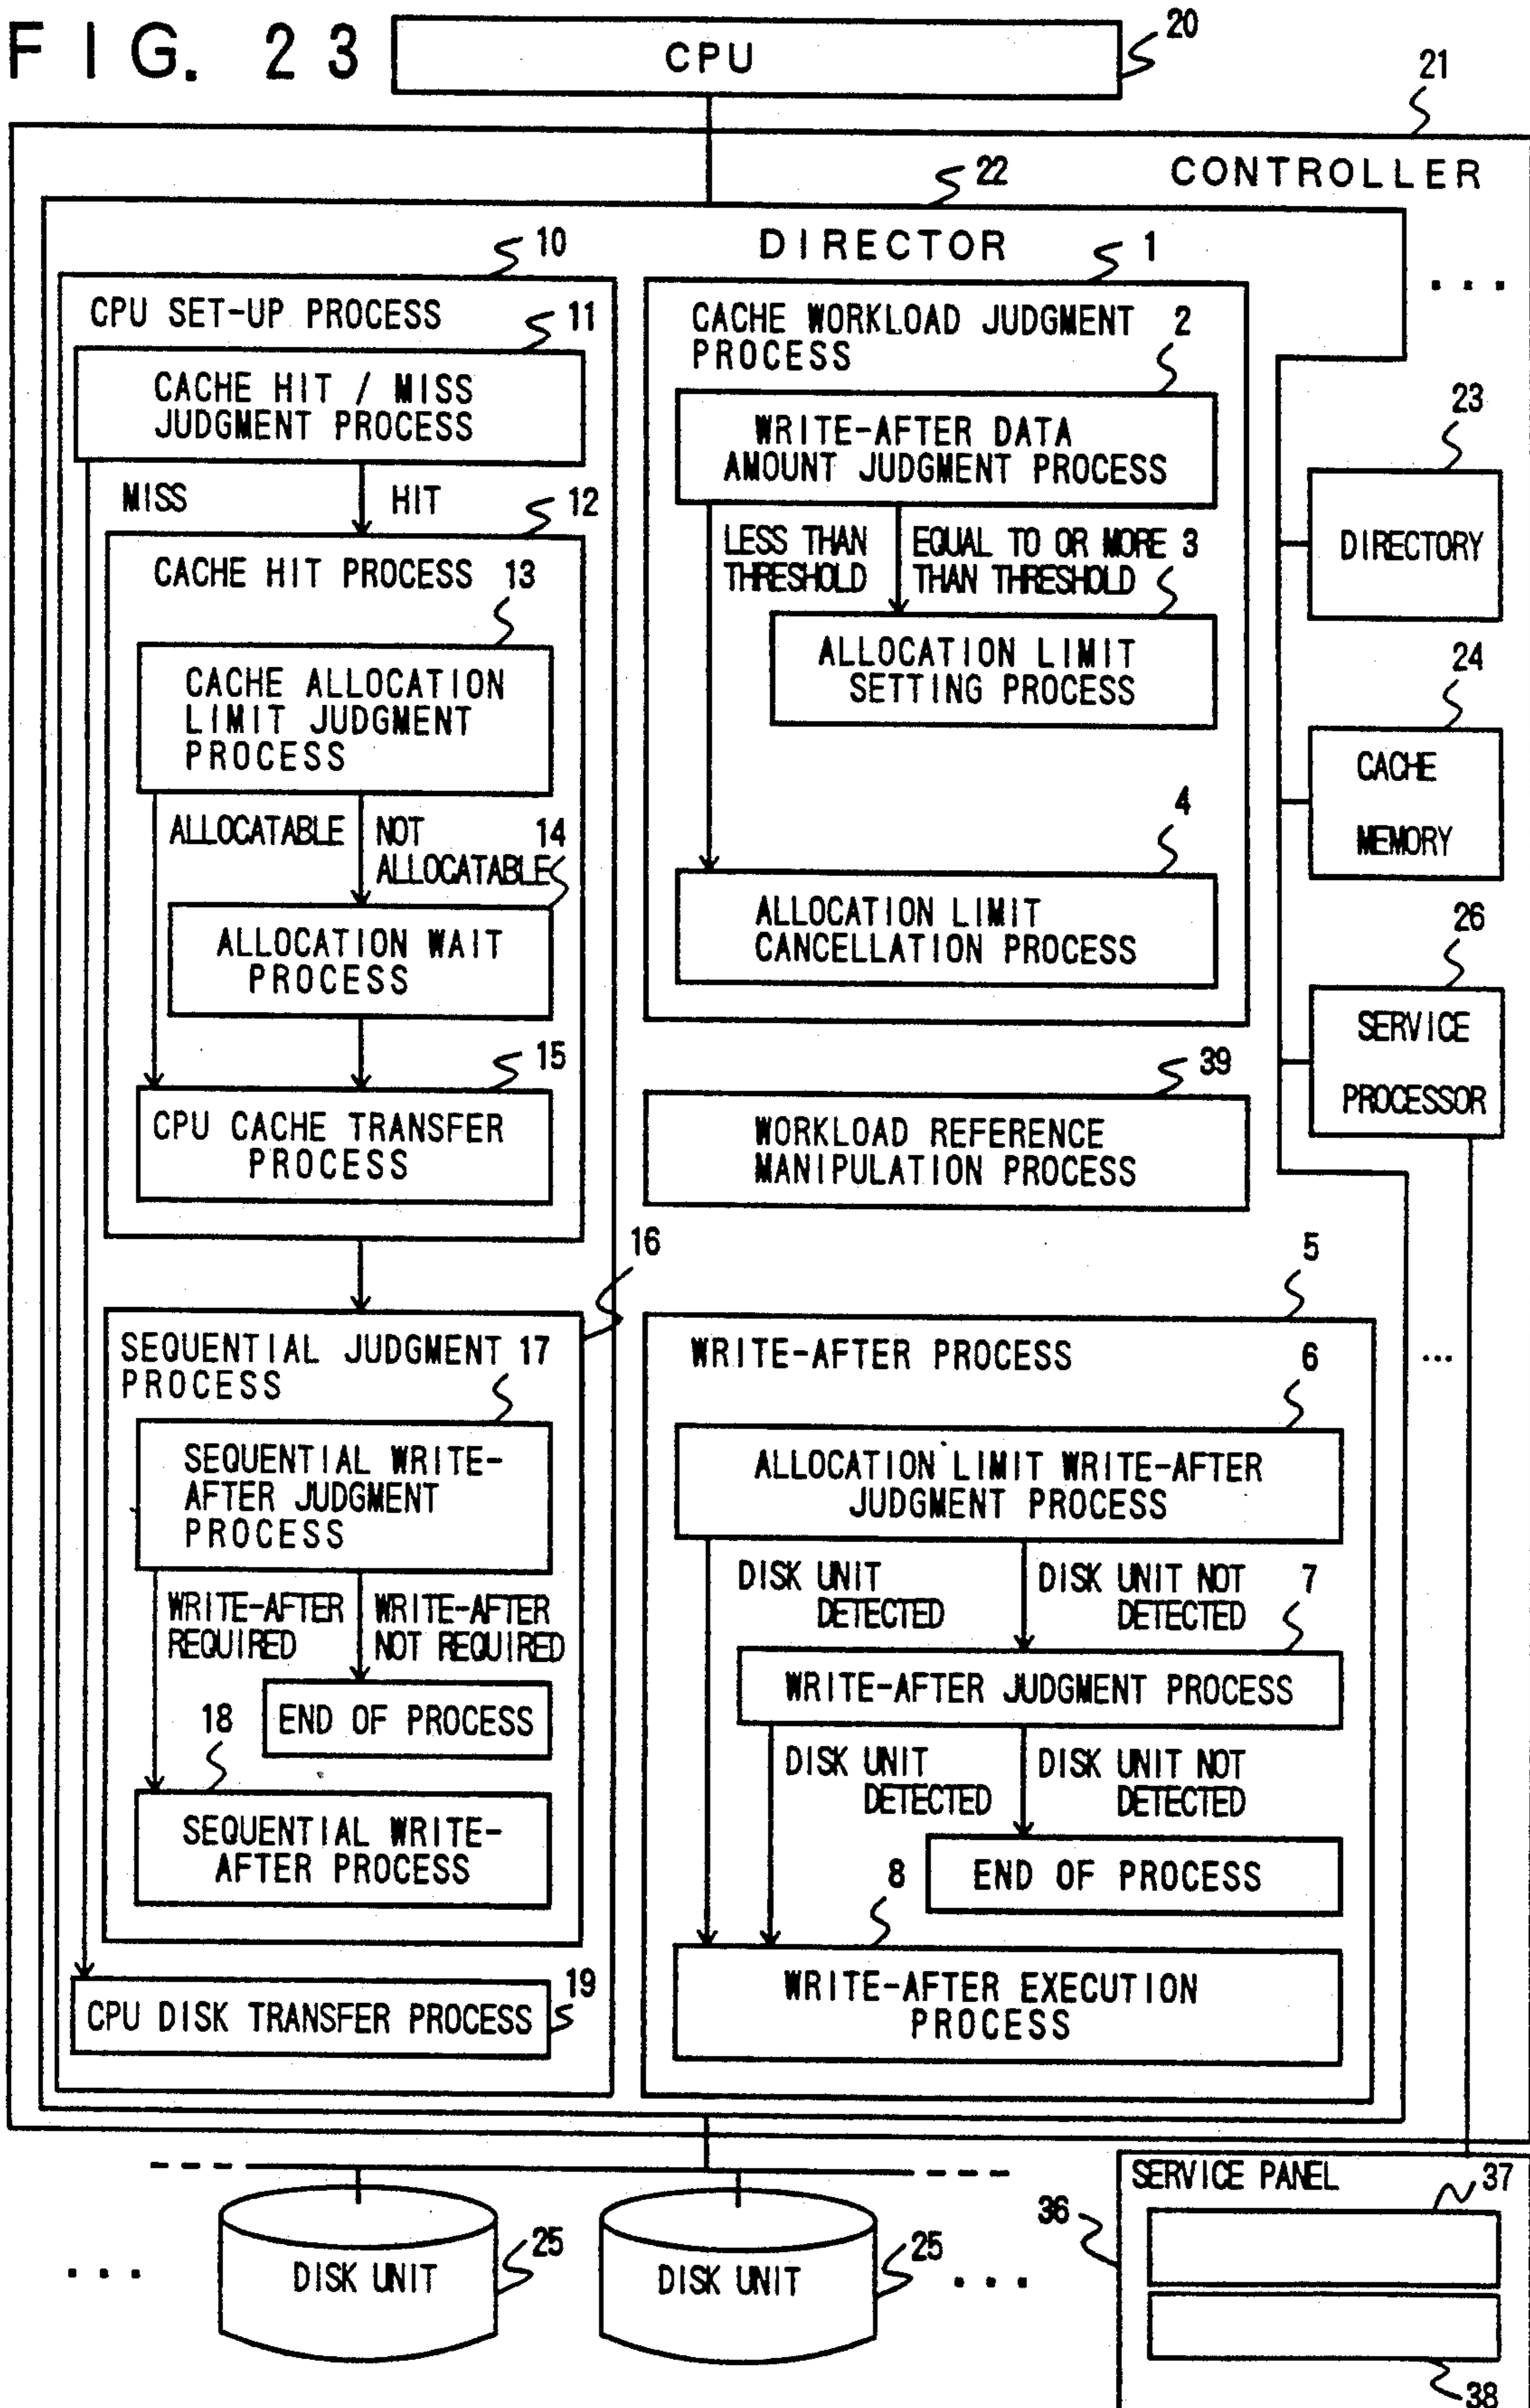 FIG. 23
CPU
20
21
CONTROLLER
22
DIRECTOR
10
CPU SET-UP PROCESS
11
CACHE HIT / MISS
JUDGMENT PROCESS
MISS
HIT
12
CACHE HIT PROCESS
13
CACHE ALLOCATION
LIMIT JUDGMENT
PROCESS
ALLOCATABLE
NOT
ALLOCATABLE
14
ALLOCATION WAIT
PROCESS
15
CPU CACHE TRANSFER
PROCESS
16
SEQUENTIAL JUDGMENT
PROCESS
17
SEQUENTIAL WRITE-
AFTER JUDGMENT
PROCESS
WRITE-AFTER
REQUIRED
WRITE-AFTER
NOT REQUIRED
END OF PROCESS
18
SEQUENTIAL WRITE-
AFTER PROCESS
CPU DISK TRANSFER PROCESS
19
1
CACHE WORKLOAD JUDGMENT
PROCESS
2
WRITE-AFTER DATA
AMOUNT JUDGMENT PROCESS
LESS THAN
THRESHOLD
EQUAL TO OR MORE
THAN THRESHOLD
3
ALLOCATION LIMIT
SETTING PROCESS
4
ALLOCATION LIMIT
CANCELLATION PROCESS
39
WORKLOAD REFERENCE
MANIPULATION PROCESS
5
WRITE-AFTER PROCESS
6
ALLOCATION LIMIT WRITE-AFTER
JUDGMENT PROCESS
DISK UNIT
DETECTED
DISK UNIT NOT
DETECTED
7
WRITE-AFTER JUDGMENT PROCESS
DISK UNIT
DETECTED
DISK UNIT NOT
DETECTED
END OF PROCESS
8
WRITE-AFTER EXECUTION
PROCESS
...
23
DIRECTORY
24
CACHE
MEMORY
26
SERVICE
PROCESSOR
...
...
DISK UNIT
25
DISK UNIT
25
...
SERVICE PANEL
36
37
38